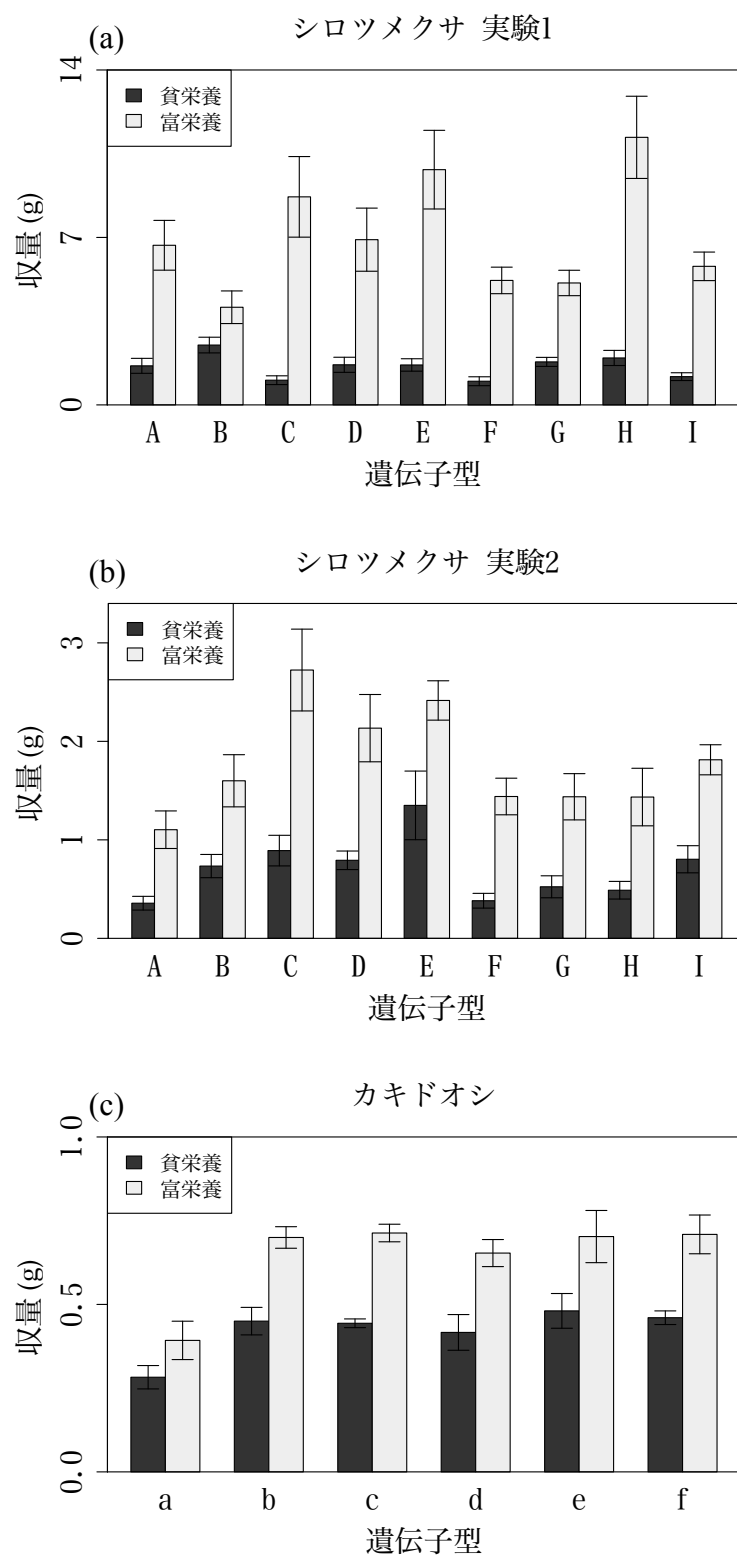 (a)
シロツメクサ 実験1
14
7
0
収量 (g)
貧栄養
富栄養
A B C D E F G H I
遺伝子型
(b)
シロツメクサ 実験2
3
2
1
0
収量 (g)
貧栄養
富栄養
A B C D E F G H I
遺伝子型
(c)
カキドオシ
1.0
0.5
0.0
収量 (g)
貧栄養
富栄養
a b c d e f
遺伝子型